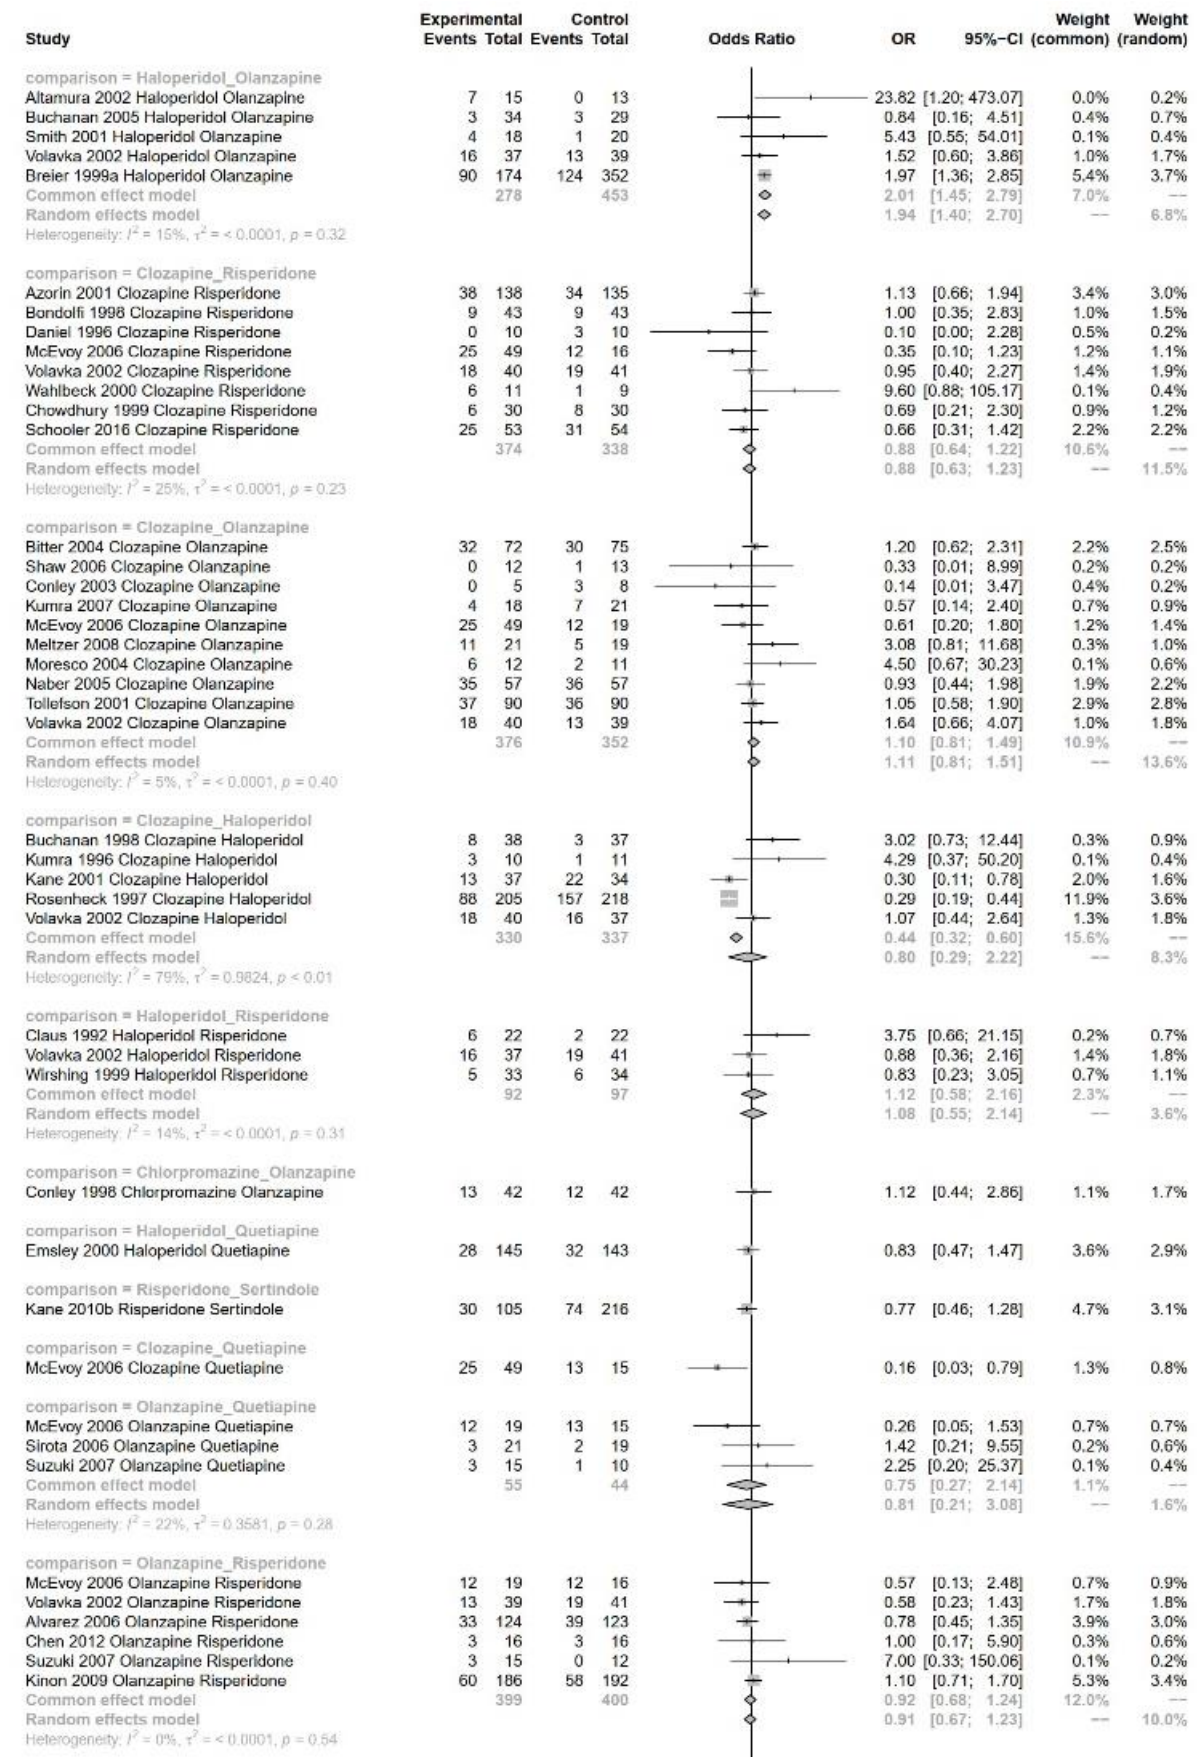 Experimental Control Weight Weight
Study Events Total Events Total Odds Ratio OR 95%−CI (common) (random)
comparison = Haloperidol_Olanzapine
Altamura 2002 Haloperidol Olanzapine 7 15 0 13 23.82 [1.20; 473.07] 0.0% 0.2%
Buchanan 2005 Haloperidol Olanzapine 3 34 3 29 0.84 [0.16; 4.51] 0.4% 0.7%
Smith 2001 Haloperidol Olanzapine 4 18 1 20 5.43 [0.55; 54.01] 0.1% 0.4%
Volavka 2002 Haloperidol Olanzapine 16 37 13 39 1.52 [0.60; 3.86] 1.0% 1.7%
Breier 1999a Haloperidol Olanzapine 90 174 124 352 1.97 [1.36; 2.85] 5.4% 3.7%
Common effect model 278 453 2.01 [1.45; 2.79] 7.0% −−
Random effects model 1.94 [1.40; 2.70] −− 6.8%
Heterogeneity: I² = 15%, τ² = < 0.0001, p = 0.32
comparison = Clozapine_Risperidone
Azorin 2001 Clozapine Risperidone 38 138 34 135 1.13 [0.66; 1.94] 3.4% 3.0%
Bondolfi 1998 Clozapine Risperidone 9 43 9 43 1.00 [0.35; 2.83] 1.0% 1.5%
Daniel 1996 Clozapine Risperidone 0 10 3 10 0.10 [0.00; 2.28] 0.5% 0.2%
McEvoy 2006 Clozapine Risperidone 25 49 12 16 0.35 [0.10; 1.23] 1.2% 1.1%
Volavka 2002 Clozapine Risperidone 18 40 19 41 0.95 [0.40; 2.27] 1.4% 1.9%
Wahlbeck 2000 Clozapine Risperidone 6 11 1 9 9.60 [0.88; 105.17] 0.1% 0.4%
Chowdhury 1999 Clozapine Risperidone 6 30 8 30 0.69 [0.21; 2.30] 0.9% 1.2%
Schooler 2016 Clozapine Risperidone 25 53 31 54 0.66 [0.31; 1.42] 2.2% 2.2%
Common effect model 374 338 0.88 [0.64; 1.22] 10.6% −−
Random effects model 0.88 [0.63; 1.23] −− 11.5%
Heterogeneity: I² = 25%, τ² = < 0.0001, p = 0.23
comparison = Clozapine_Olanzapine
Bitter 2004 Clozapine Olanzapine 32 72 30 75 1.20 [0.62; 2.31] 2.2% 2.5%
Shaw 2006 Clozapine Olanzapine 0 12 1 13 0.33 [0.01; 8.99] 0.2% 0.2%
Conley 2003 Clozapine Olanzapine 0 5 3 8 0.14 [0.01; 3.47] 0.4% 0.2%
Kumra 2007 Clozapine Olanzapine 4 18 7 21 0.57 [0.14; 2.40] 0.7% 0.9%
McEvoy 2006 Clozapine Olanzapine 25 49 12 19 0.61 [0.20; 1.80] 1.2% 1.4%
Meltzer 2008 Clozapine Olanzapine 11 21 5 19 3.08 [0.81; 11.68] 0.3% 1.0%
Moresco 2004 Clozapine Olanzapine 6 12 2 11 4.50 [0.67; 30.23] 0.1% 0.6%
Naber 2005 Clozapine Olanzapine 35 57 36 57 0.93 [0.44; 1.98] 1.9% 2.2%
Tollefson 2001 Clozapine Olanzapine 37 90 36 90 1.05 [0.58; 1.90] 2.9% 2.8%
Volavka 2002 Clozapine Olanzapine 18 40 13 39 1.64 [0.66; 4.07] 1.0% 1.8%
Common effect model 376 352 1.10 [0.81; 1.49] 10.9% −−
Random effects model 1.11 [0.81; 1.51] −− 13.6%
Heterogeneity: I² = 5%, τ² = < 0.0001, p = 0.40
comparison = Clozapine_Haloperidol
Buchanan 1998 Clozapine Haloperidol 8 38 3 37 3.02 [0.73; 12.44] 0.3% 0.9%
Kumra 1996 Clozapine Haloperidol 3 10 1 11 4.29 [0.37; 50.20] 0.1% 0.4%
Kane 2001 Clozapine Haloperidol 13 37 22 34 0.30 [0.11; 0.78] 2.0% 1.6%
Rosenheck 1997 Clozapine Haloperidol 88 205 157 218 0.29 [0.19; 0.44] 11.9% 3.6%
Volavka 2002 Clozapine Haloperidol 18 40 16 37 1.07 [0.44; 2.64] 1.3% 1.8%
Common effect model 330 337 0.44 [0.32; 0.60] 15.6% −−
Random effects model 0.80 [0.29; 2.22] −− 8.3%
Heterogeneity: I² = 79%, τ² = 0.9824, p < 0.01
comparison = Haloperidol_Risperidone
Claus 1992 Haloperidol Risperidone 6 22 2 22 3.75 [0.66; 21.15] 0.2% 0.7%
Volavka 2002 Haloperidol Risperidone 16 37 19 41 0.88 [0.36; 2.16] 1.4% 1.8%
Wirshing 1999 Haloperidol Risperidone 5 33 6 34 0.83 [0.23; 3.05] 0.7% 1.1%
Common effect model 92 97 1.12 [0.58; 2.16] 2.3% −−
Random effects model 1.08 [0.55; 2.14] −− 3.6%
Heterogeneity: I² = 14%, τ² = < 0.0001, p = 0.31
comparison = Chlorpromazine_Olanzapine
Conley 1998 Chlorpromazine Olanzapine 13 42 12 42 1.12 [0.44; 2.86] 1.1% 1.7%
comparison = Haloperidol_Quetiapine
Emsley 2000 Haloperidol Quetiapine 28 145 32 143 0.83 [0.47; 1.47] 3.6% 2.9%
comparison = Risperidone_Sertindole
Kane 2010b Risperidone Sertindole 30 105 74 216 0.77 [0.46; 1.28] 4.7% 3.1%
comparison = Clozapine_Quetiapine
McEvoy 2006 Clozapine Quetiapine 25 49 13 15 0.16 [0.03; 0.79] 1.3% 0.8%
comparison = Olanzapine_Quetiapine
McEvoy 2006 Olanzapine Quetiapine 12 19 13 15 0.26 [0.05; 1.53] 0.7% 0.7%
Sirota 2006 Olanzapine Quetiapine 3 21 2 19 1.42 [0.21; 9.55] 0.2% 0.6%
Suzuki 2007 Olanzapine Quetiapine 3 15 1 10 2.25 [0.20; 25.37] 0.1% 0.4%
Common effect model 55 44 0.75 [0.27; 2.14] 1.1% −−
Random effects model 0.81 [0.21; 3.08] −− 1.6%
Heterogeneity: I² = 22%, τ² = 0.3581, p = 0.28
comparison = Olanzapine_Risperidone
McEvoy 2006 Olanzapine Risperidone 12 19 12 16 0.57 [0.13; 2.48] 0.7% 0.9%
Volavka 2002 Olanzapine Risperidone 13 39 19 41 0.58 [0.23; 1.43] 1.7% 1.8%
Alvarez 2006 Olanzapine Risperidone 33 124 39 123 0.78 [0.45; 1.35] 3.9% 3.0%
Chen 2012 Olanzapine Risperidone 3 16 3 16 1.00 [0.17; 5.90] 0.3% 0.6%
Suzuki 2007 Olanzapine Risperidone 3 15 0 12 7.00 [0.33; 150.06] 0.1% 0.2%
Kinon 2009 Olanzapine Risperidone 60 186 58 192 1.10 [0.71; 1.70] 5.3% 3.4%
Common effect model 399 400 0.92 [0.68; 1.24] 12.0% −−
Random effects model 0.91 [0.67; 1.23] −− 10.0%
Heterogeneity: I² = 0%, τ² = < 0.0001, p = 0.54